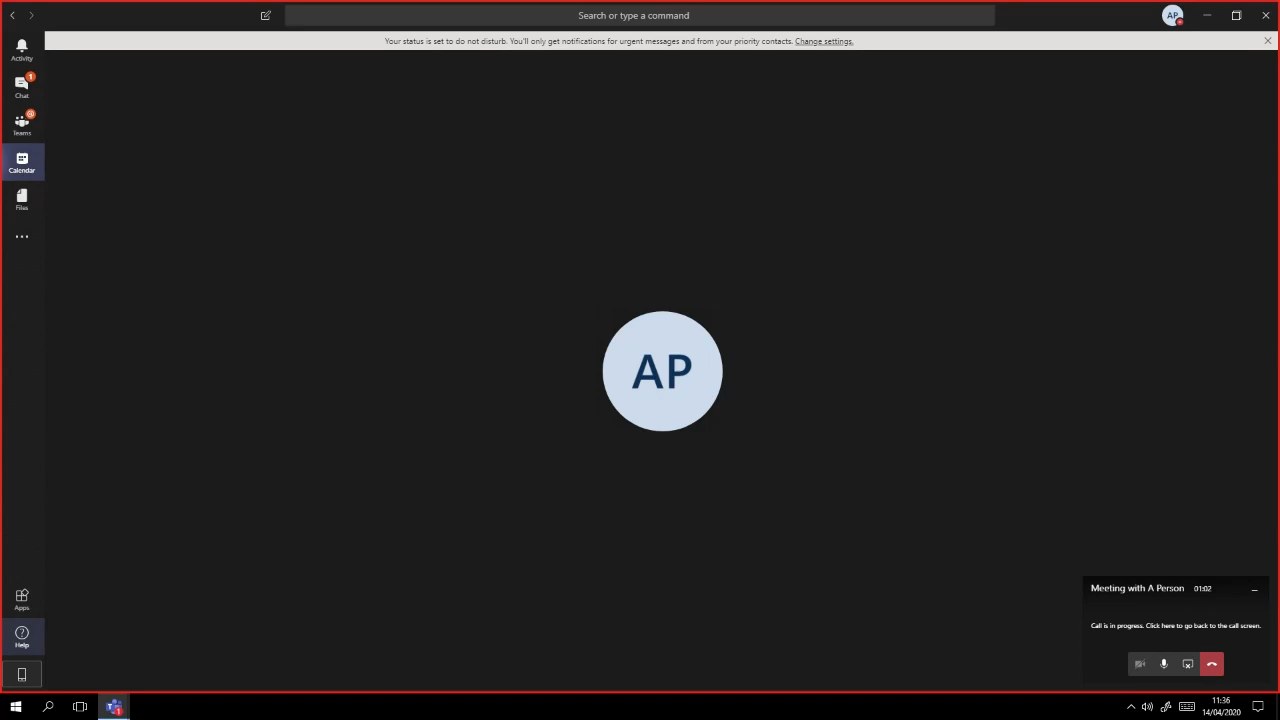 Search or type a command
AP
Your status is set to do not disturb. You'll only get notifications for urgent messages and from your priority contacts. Change settings.
Activity
1
Chat
@
Teams
Calendar
Files
AP
Apps
Help
Meeting with A Person 01:02
Call is in progress. Click here to go back to the call screen.
1
11:36
14/04/2020